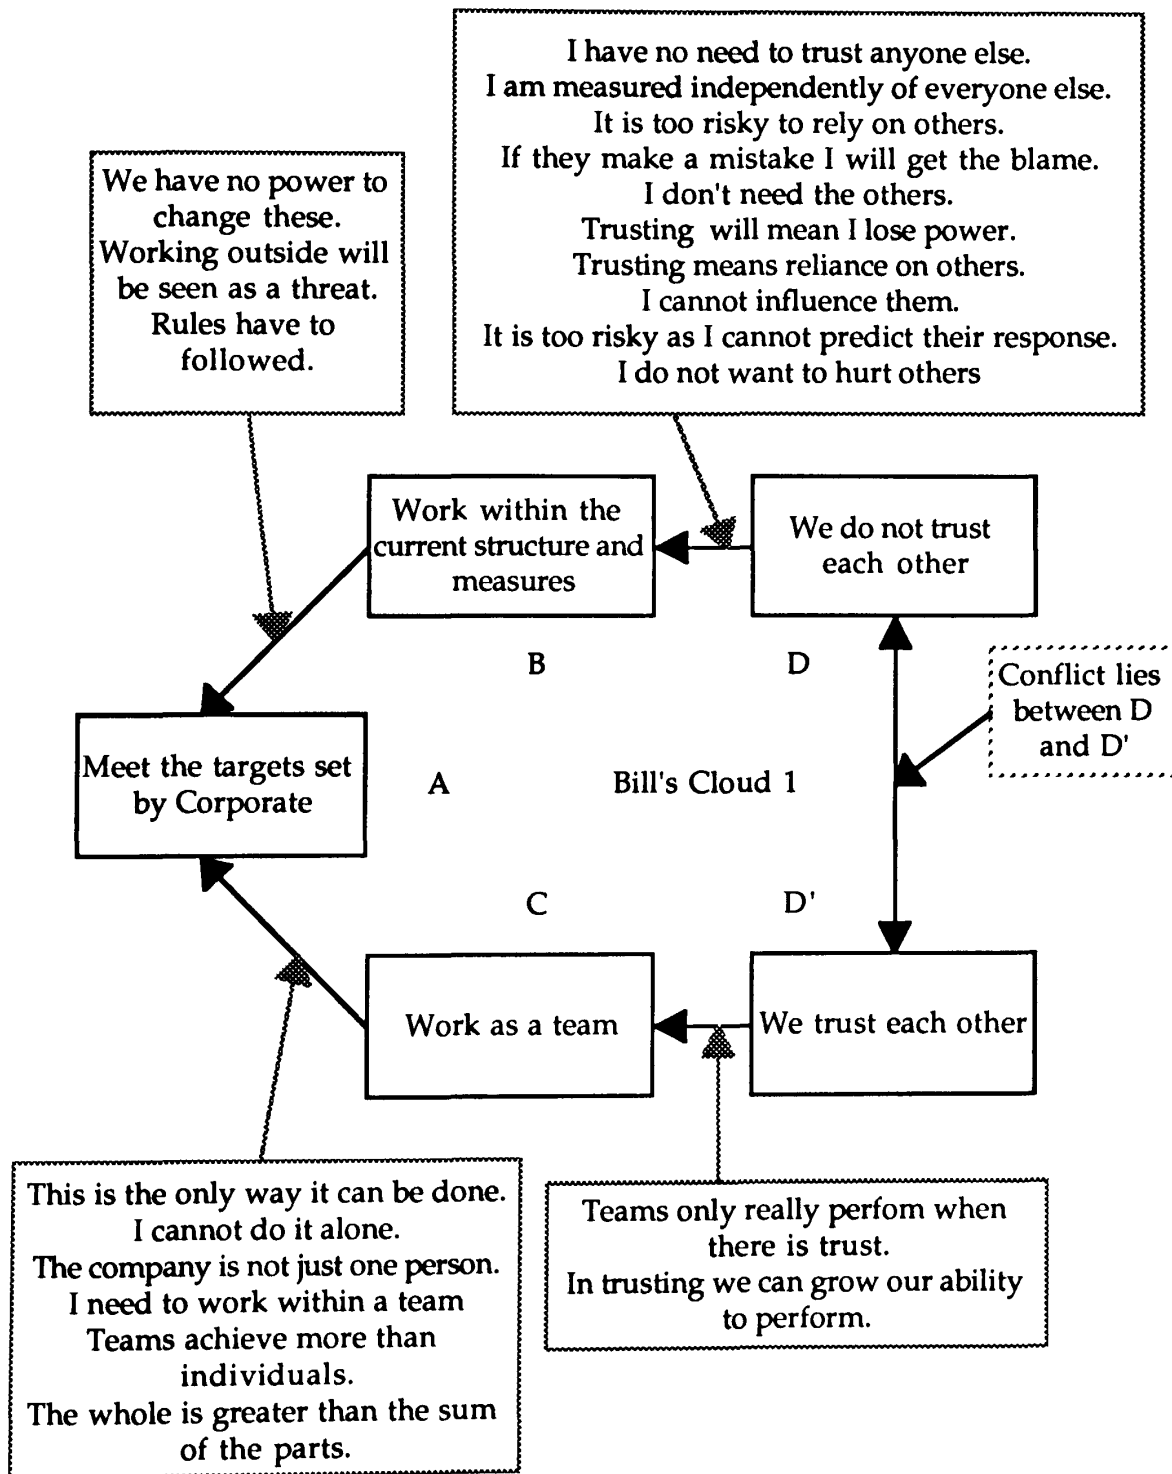 I have no need to trust anyone else.
I am measured independently of everyone else.
It is too risky to rely on others.
If they make a mistake I will get the blame.
I don't need the others.
Trusting will mean I lose power.
Trusting means reliance on others.
I cannot influence them.
It is too risky as I cannot predict their response.
I do not want to hurt others
We have no power to
change these.
Working outside will
be seen as a threat.
Rules have to
followed.
Work within the
current structure and
measures
We do not trust
each other
B
D
Conflict lies
between D
and D'
Meet the targets set
by Corporate
A
Bill's Cloud 1
C
D'
Work as a team
We trust each other
This is the only way it can be done.
I cannot do it alone.
The company is not just one person.
I need to work within a team
Teams achieve more than
individuals.
The whole is greater than the sum
of the parts.
Teams only really perfom when
there is trust.
In trusting we can grow our ability
to perform.